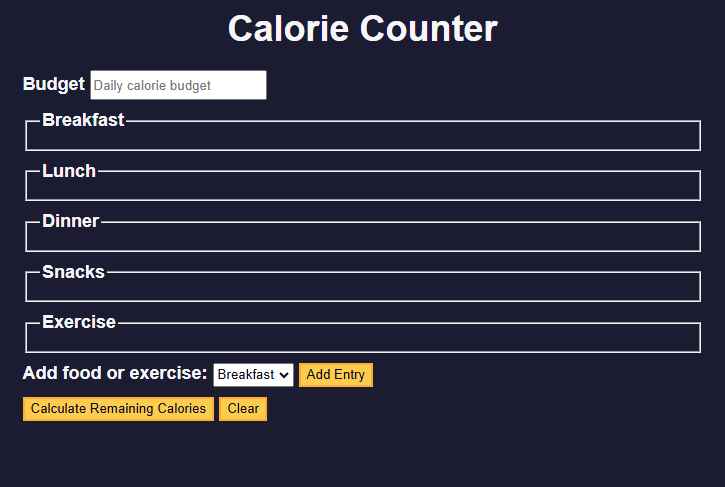 Calorie Counter
Budget Daily calorie budget
Breakfast
Lunch
Dinner
Snacks
Exercise
Add food or exercise: Breakfast Add Entry
Calculate Remaining Calories Clear